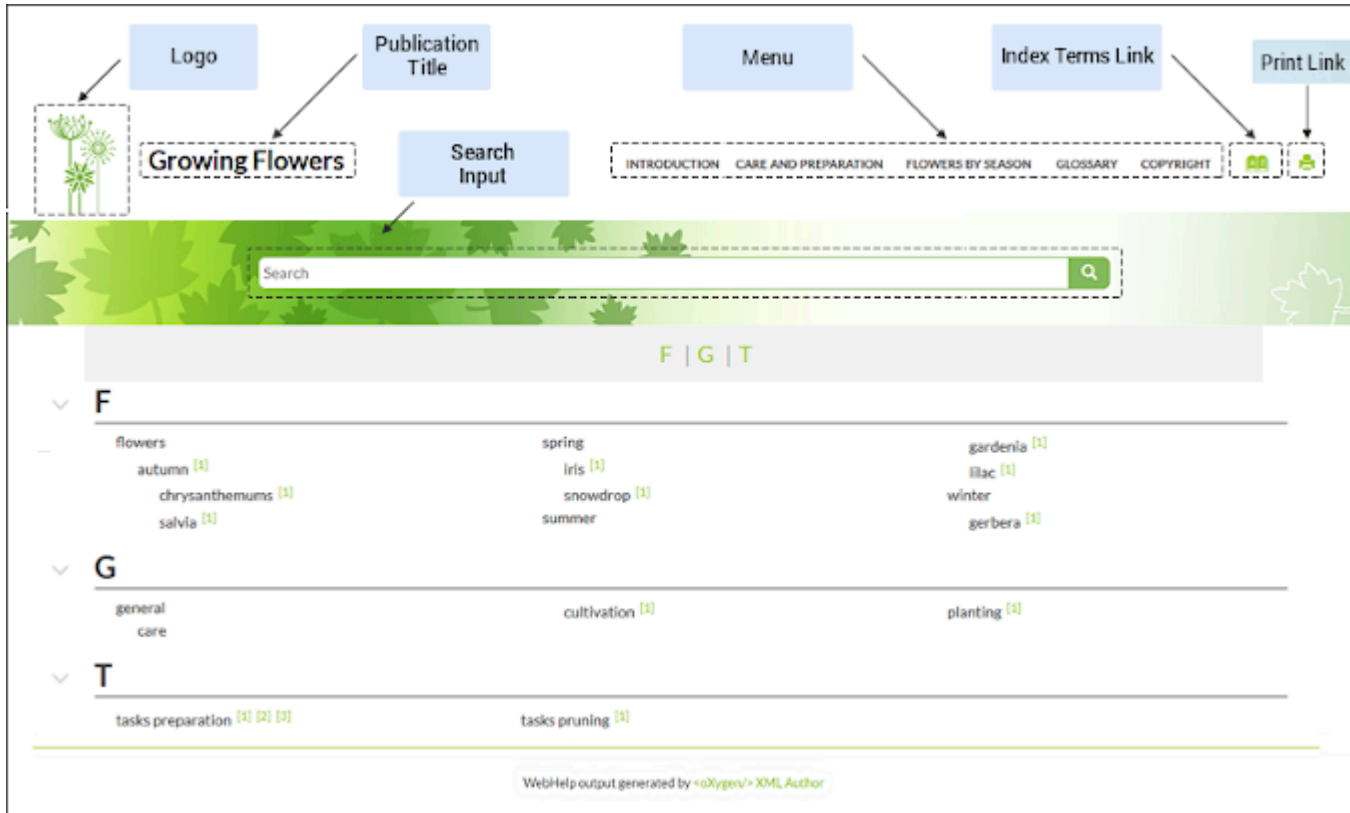 Logo
Publication
Title
Menu
Index Terms Link
Print Link
Growing Flowers
Search
Input
INTRODUCTION CARE AND PREPARATION FLOWERS BY SEASON GLOSSARY COPYRIGHT
Search
F | G | T
F
flowers
autumn [1]
chrysanthemums [1]
salvia [1]
spring
iris [1]
snowdrop [1]
summer
gardenia [1]
lilac [1]
winter
gerbera [1]
G
general
care
cultivation [1]
planting [1]
T
tasks preparation [1] [2] [3]
tasks pruning [1]
WebHelp output generated by <oXygen/> XML Author